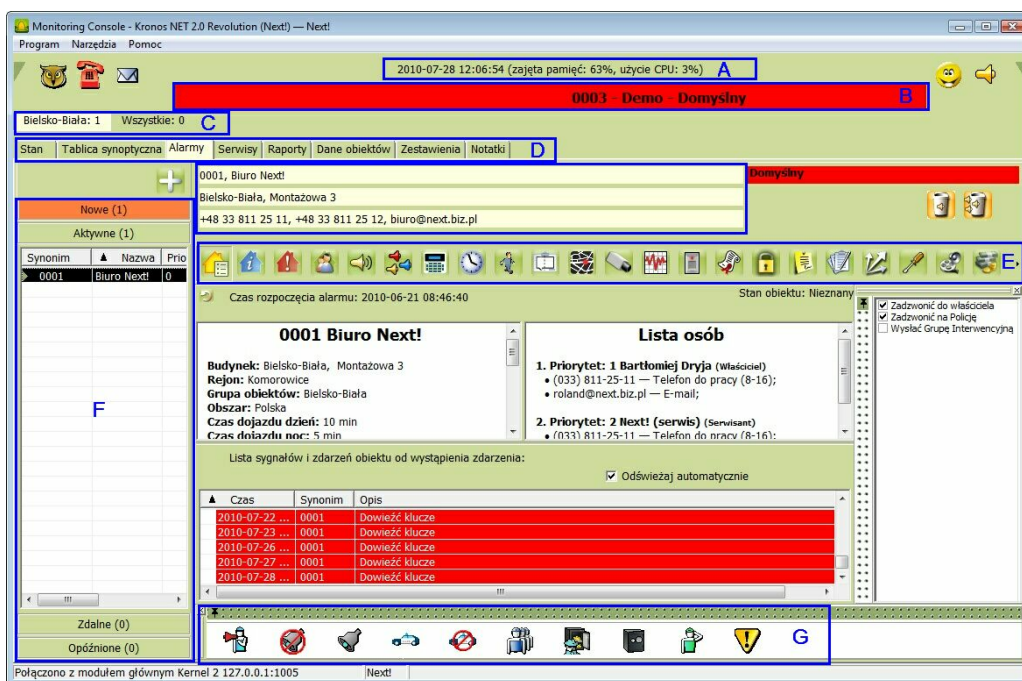 Monitoring Console - Kronos NET 2.0 Revolution (Next!) — Next!
Program Narzędzia Pomoc
2010-07-28 12:06:54 (zajęta pamięć: 63%, użycie CPU: 3%) A
0003 - Demo - Domyślny B
Bielsko-Biała: 1 Wszystkie: 0 C
Stan Tablica synoptyczna Alarmy Serwisy Raporty Dane obiektów Zestawienia Notatki D
0001, Biuro Next! Domyślny
Bielsko-Biała, Montażowa 3
+48 33 811 25 11, +48 33 811 25 12, biuro@next.biz.pl
Nowe (1)
Aktywne (1)
Synonim Nazwa Prio
0001 Biuro Next! 0
E
Czas rozpoczęcia alarmu: 2010-06-21 08:46:40 Stan obiektu: Nieznany
Zadzwonić do właściciela
Zadzwonić na Policję
Wysłać Grupę Interwencyjną
0001 Biuro Next!
Budynek: Bielsko-Biała, Montażowa 3
Rejon: Komorowice
Grupa obiektów: Bielsko-Biała
Obszar: Polska
Czas dojazdu dzień: 10 min
Czas dojazdu noc: 5 min
Lista osób
1. Priorytet: 1 Bartłomiej Dryja (Właściciel)
• (033) 811-25-11 — Telefon do pracy (8-16);
• roland@next.biz.pl — E-mail;
2. Priorytet: 2 Next! (serwis) (Serwisant)
• (033) 811-25-11 — Telefon do pracy (8-16);
F
Lista sygnałów i zdarzeń obiektu od wystąpienia zdarzenia:
Odświeżaj automatycznie
Czas Synonim Opis
2010-07-22 ... 0001 Dowieźć klucze
2010-07-23 ... 0001 Dowieźć klucze
2010-07-26 ... 0001 Dowieźć klucze
2010-07-27 ... 0001 Dowieźć klucze
2010-07-28 ... 0001 Dowieźć klucze
Zdalne (0)
Opóźnione (0)
G
Połączono z modułem głównym Kernel 2 127.0.0.1:1005 Next!